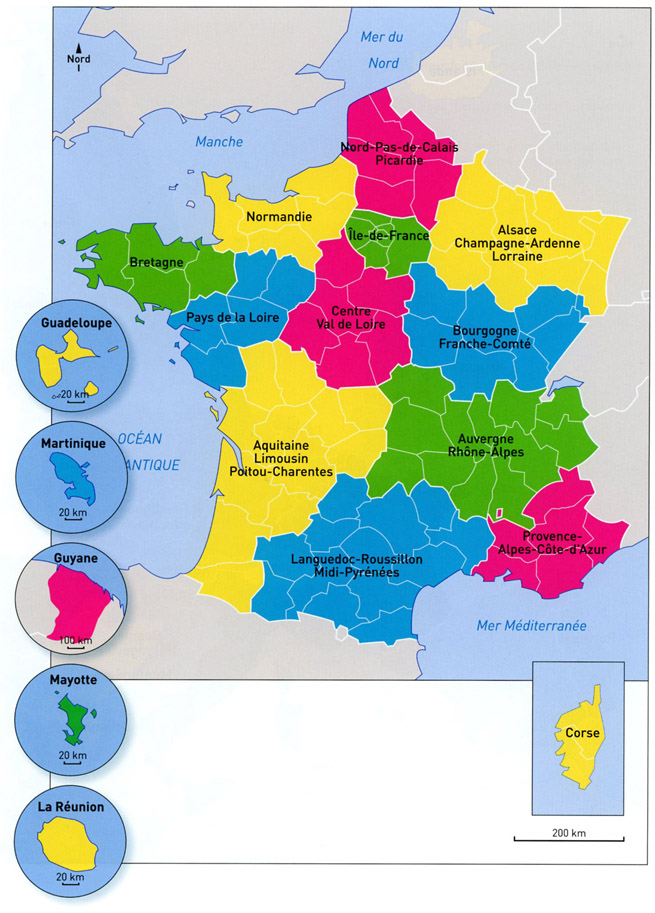 Mer du
Nord
Nord
Manche
Nord-Pas-de-Calais
Picardie
Normandie
Île-de-France
Alsace
Champagne-Ardenne
Lorraine
Bretagne
Pays de la Loire
Centre
Val de Loire
Bourgogne
Franche-Comté
Guadeloupe
20 km
Aquitaine
Limousin
Poitou-Charentes
Auvergne
Rhône-Alpes
OCÉAN
ANTIQUE
Martinique
20 km
Provence-
Alpes-Côte-d'Azur
Languedoc-Roussillon
Midi-Pyrénées
Guyane
100 km
Mer Méditerranée
Mayotte
20 km
Corse
La Réunion
20 km
200 km